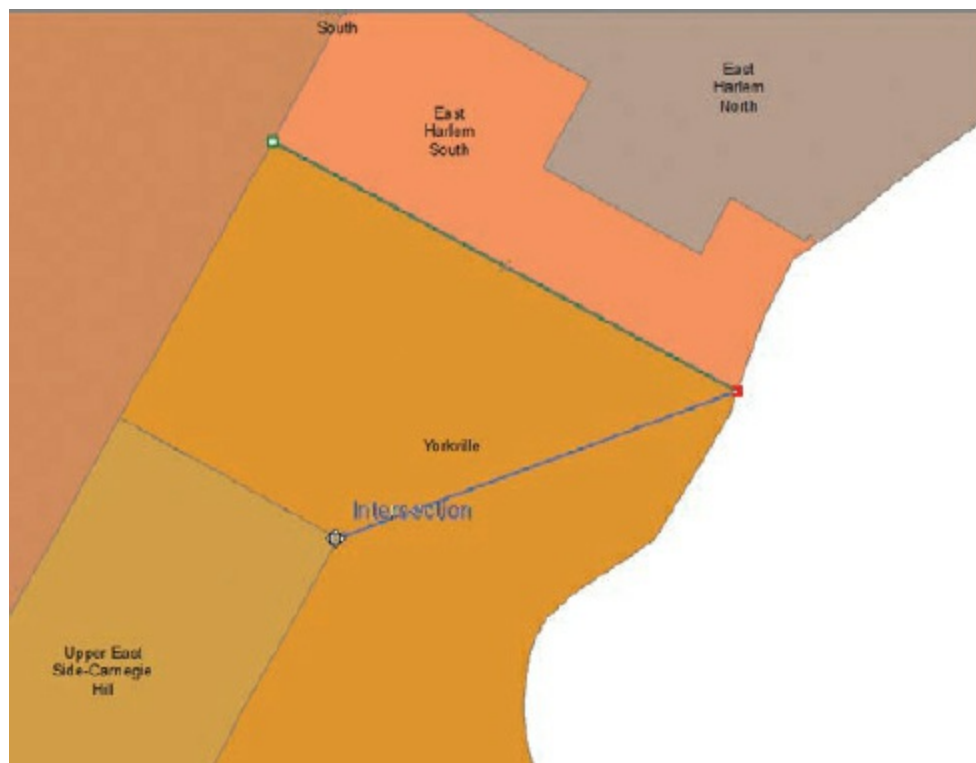 South
East
Harlem
North
East
Harlem
South
Yorkville
Intersection
Upper East
Side-Carnegie
Hill